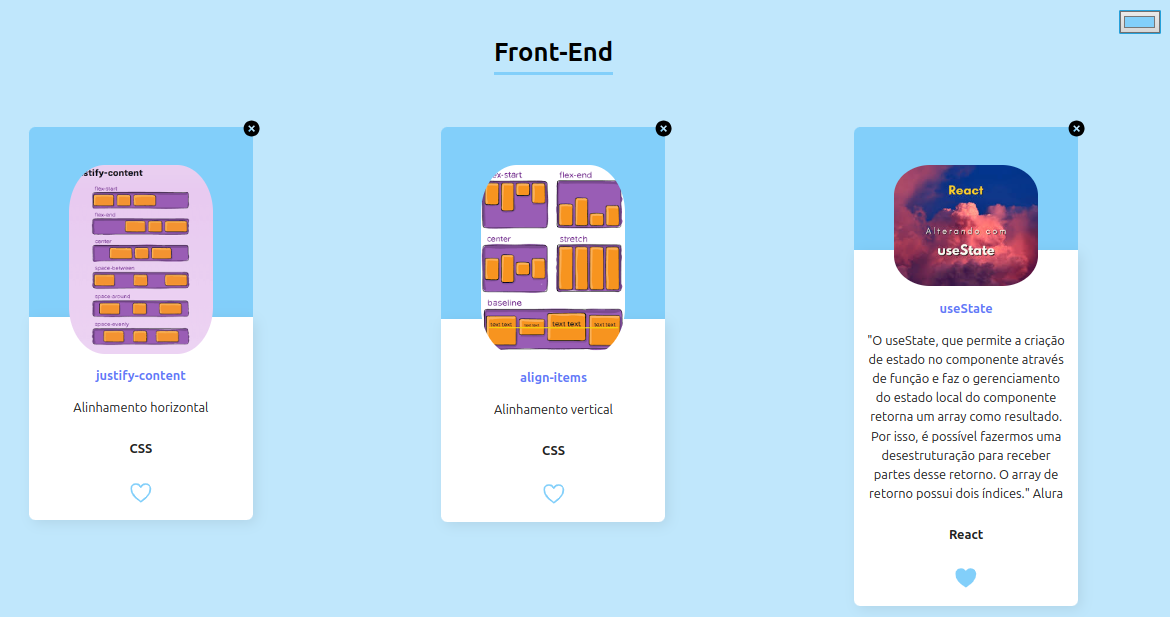 Front-End
stify-content
flex-start
flex-end
center
space-between
space-around
space-evenly
justify-content
Alinhamento horizontal
CSS
ex-start flex-end
center stretch
baseline
text text text text text text text text
align-items
Alinhamento vertical
CSS
React
Alterando com
useState
useState
"O useState, que permite a criação
de estado no componente através
de função e faz o gerenciamento
do estado local do componente
retorna um array como resultado.
Por isso, é possível fazermos uma
desestruturação para receber
partes desse retorno. O array de
retorno possui dois índices." Alura
React